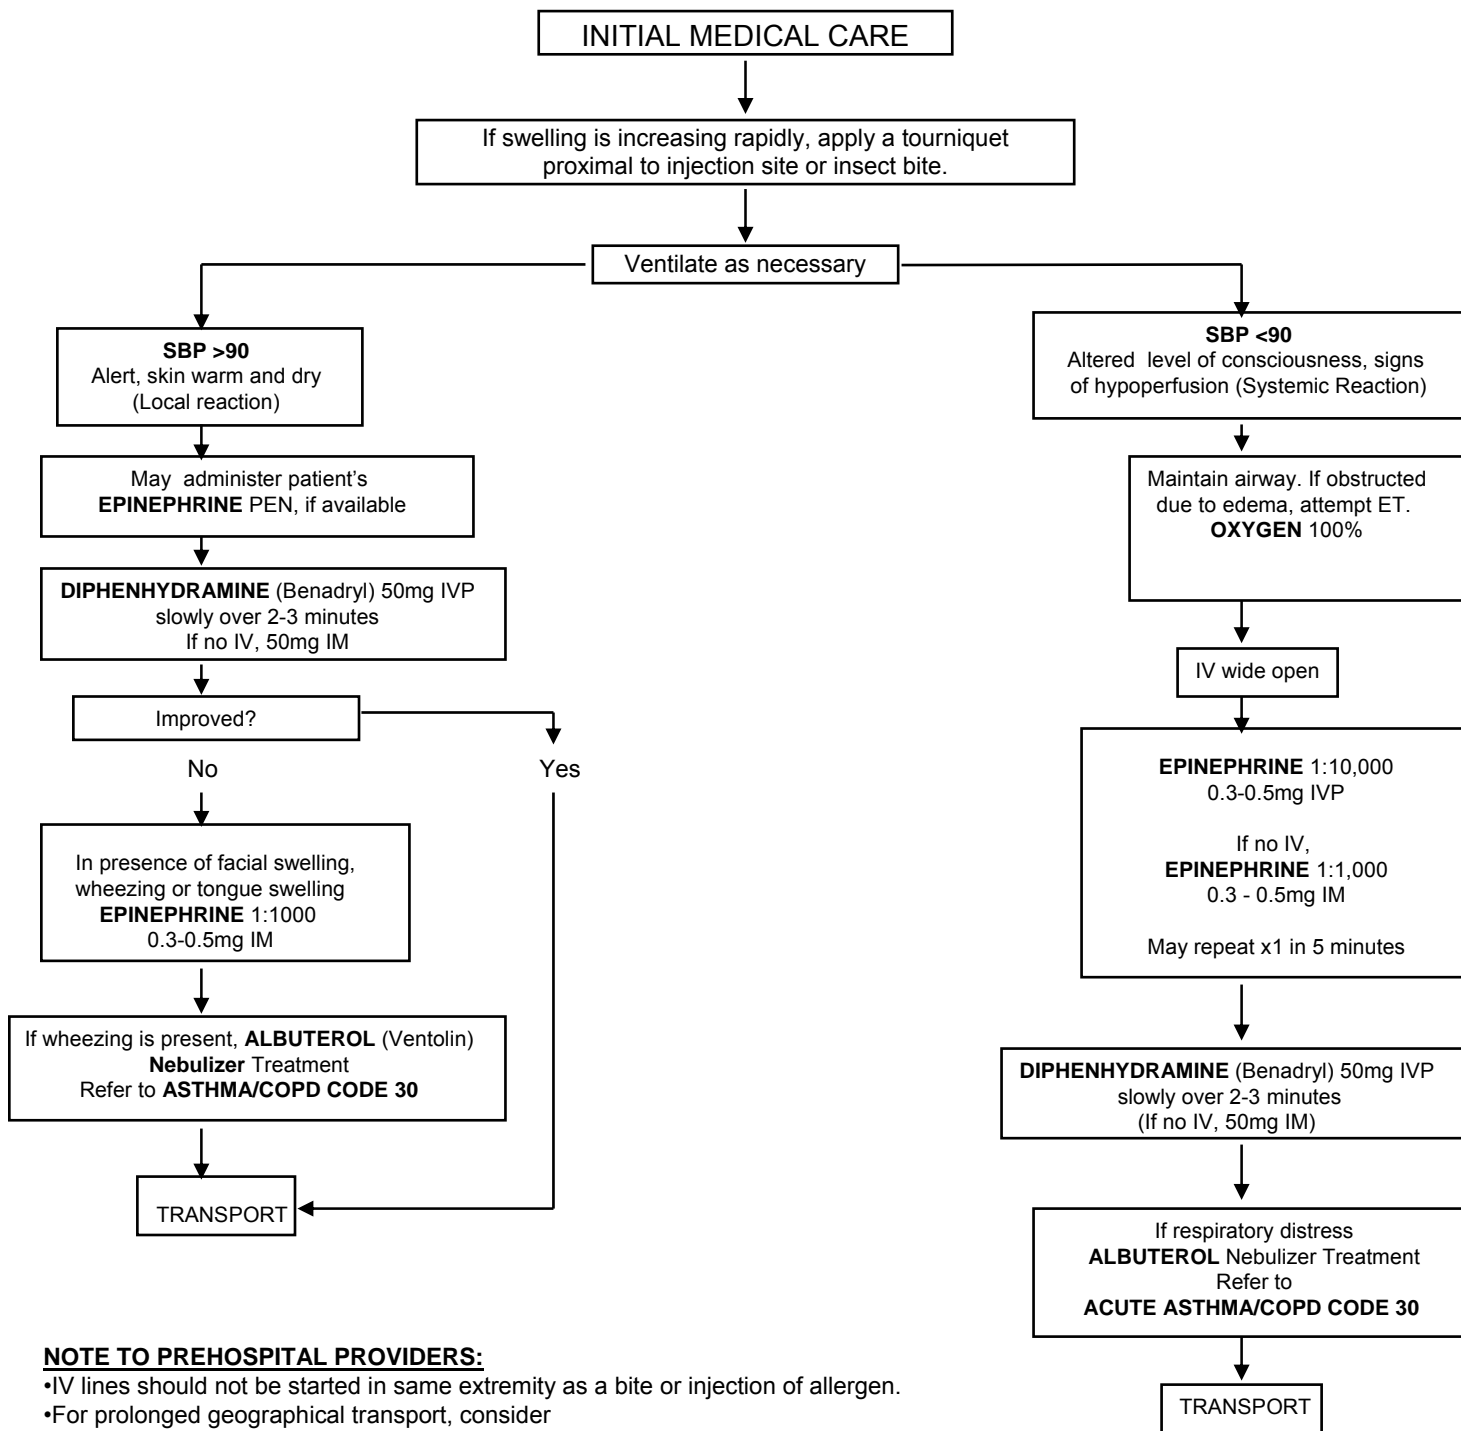 INITIAL MEDICAL CARE
If swelling is increasing rapidly, apply a tourniquet
proximal to injection site or insect bite.
Ventilate as necessary
SBP >90
Alert, skin warm and dry
(Local reaction)
May administer patient’s
EPINEPHRINE PEN, if available
DIPHENHYDRAMINE (Benadryl) 50mg IVP
slowly over 2-3 minutes
If no IV, 50mg IM
Improved?
No
Yes
In presence of facial swelling,
wheezing or tongue swelling
EPINEPHRINE 1:1000
0.3-0.5mg IM
If wheezing is present, ALBUTEROL (Ventolin)
Nebulizer Treatment
Refer to ASTHMA/COPD CODE 30
TRANSPORT
SBP <90
Altered level of consciousness, signs
of hypoperfusion (Systemic Reaction)
Maintain airway. If obstructed
due to edema, attempt ET.
OXYGEN 100%
IV wide open
EPINEPHRINE 1:10,000
0.3-0.5mg IVP
If no IV,
EPINEPHRINE 1:1,000
0.3 - 0.5mg IM
May repeat x1 in 5 minutes
DIPHENHYDRAMINE (Benadryl) 50mg IVP
slowly over 2-3 minutes
(If no IV, 50mg IM)
If respiratory distress
ALBUTEROL Nebulizer Treatment
Refer to
ACUTE ASTHMA/COPD CODE 30
TRANSPORT
NOTE TO PREHOSPITAL PROVIDERS:
•IV lines should not be started in same extremity as a bite or injection of allergen.
•For prolonged geographical transport, consider